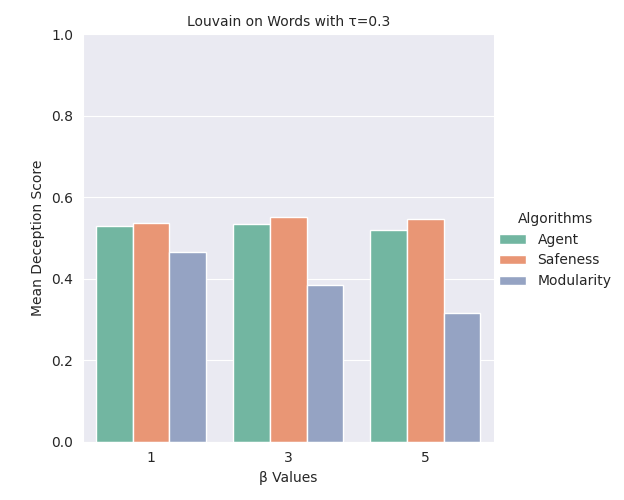 Louvain on Words with τ=0.3
Mean Deception Score
1.0
0.8
0.6
0.4
0.2
0.0
1
3
5
β Values
Algorithms
Agent
Safeness
Modularity